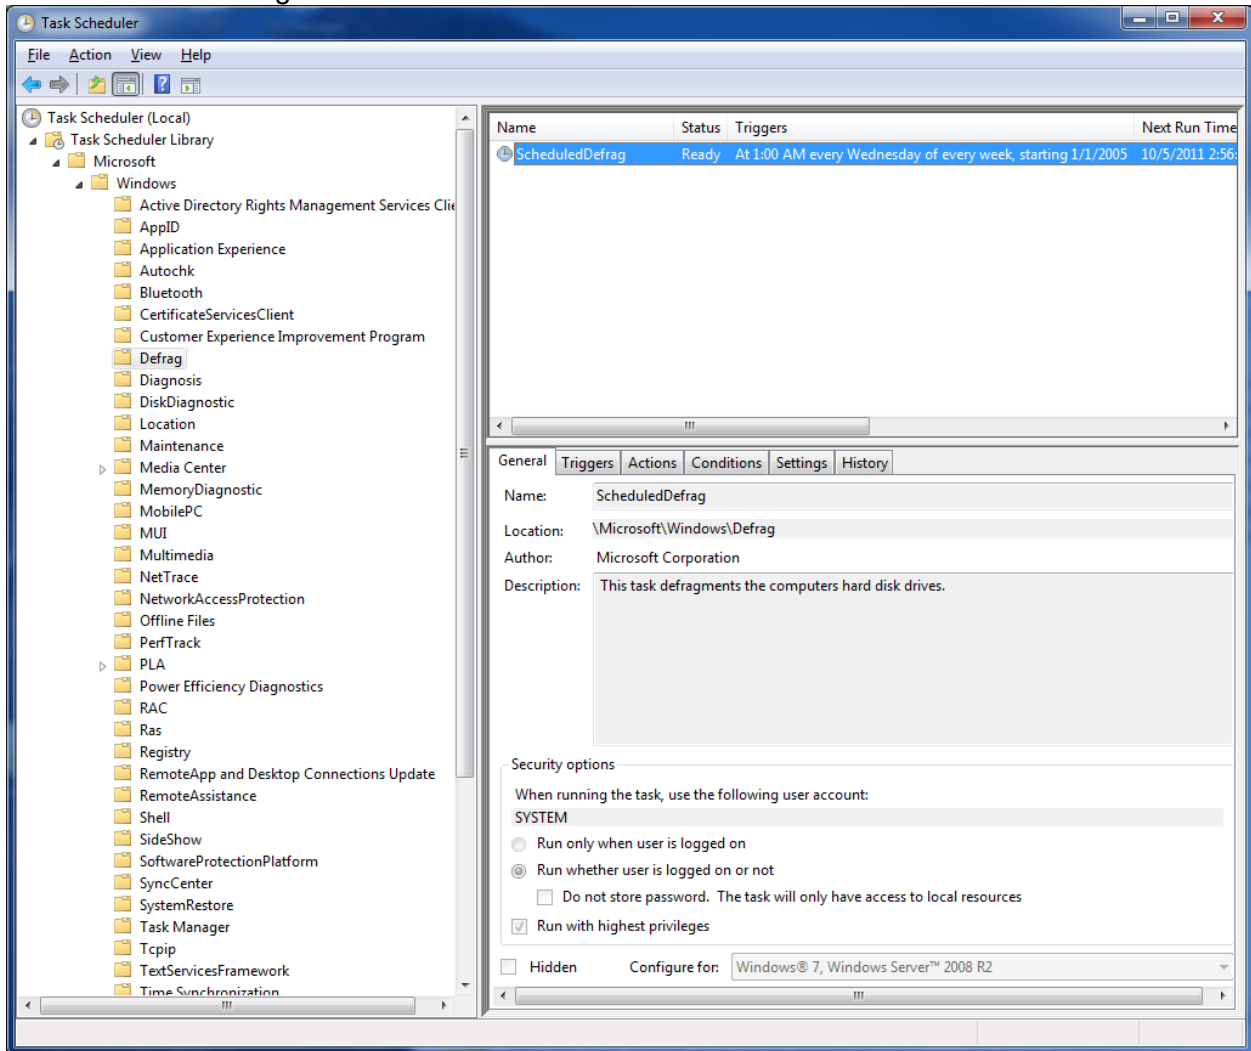 Task Scheduler
File Action View Help
Task Scheduler (Local)
Task Scheduler Library
Microsoft
Windows
Active Directory Rights Management Services Clie
AppID
Application Experience
Autochk
Bluetooth
CertificateServicesClient
Customer Experience Improvement Program
Defrag
Diagnosis
DiskDiagnostic
Location
Maintenance
Media Center
MemoryDiagnostic
MobilePC
MUI
Multimedia
NetTrace
NetworkAccessProtection
Offline Files
PerfTrack
PLA
Power Efficiency Diagnostics
RAC
Ras
Registry
RemoteApp and Desktop Connections Update
RemoteAssistance
Shell
SideShow
SoftwareProtectionPlatform
SyncCenter
SystemRestore
Task Manager
Tcpip
TextServicesFramework
Time Synchronization
Name Status Triggers Next Run Time
ScheduledDefrag Ready At 1:00 AM every Wednesday of every week, starting 1/1/2005 10/5/2011 2:56:
General Triggers Actions Conditions Settings History
Name: ScheduledDefrag
Location: \Microsoft\Windows\Defrag
Author: Microsoft Corporation
Description: This task defragments the computers hard disk drives.
Security options
When running the task, use the following user account:
SYSTEM
Run only when user is logged on
Run whether user is logged on or not
Do not store password. The task will only have access to local resources
Run with highest privileges
Hidden Configure for: Windows® 7, Windows Server™ 2008 R2